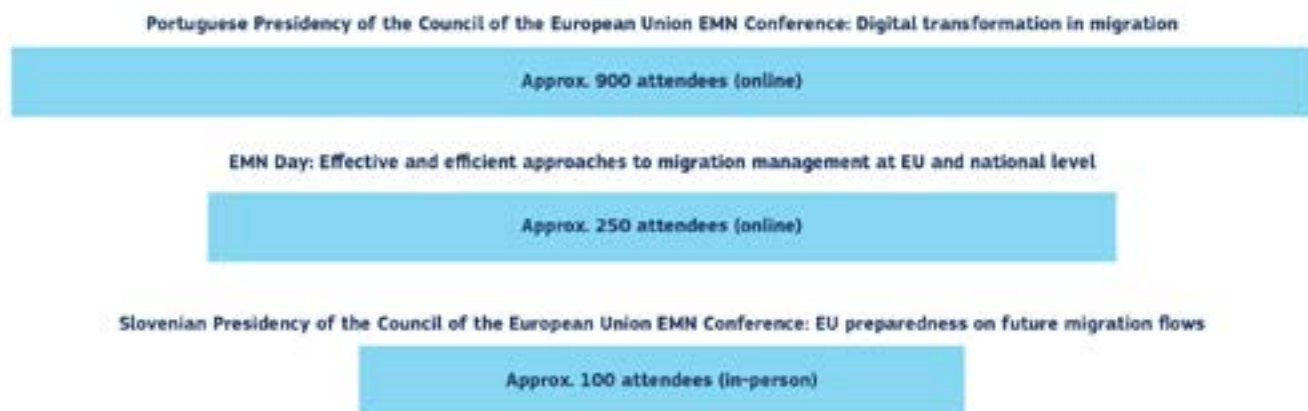 Portuguese Presidency of the Council of the European Union EMN Conference: Digital transformation in migration
Approx. 900 attendees (online)
EMN Day: Effective and efficient approaches to migration management at EU and national level
Approx. 250 attendees (online)
Slovenian Presidency of the Council of the European Union EMN Conference: EU preparedness on future migration flows
Approx. 100 attendees (in-person)